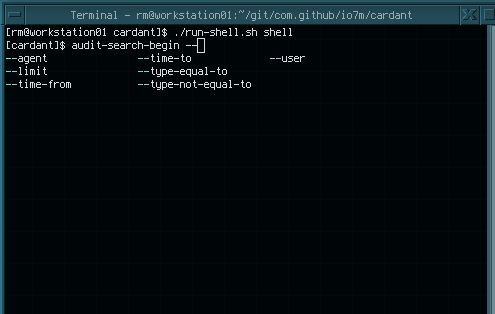 Terminal - rm@workstation01:~/git/com.github/io7m/cardant
[rm@workstation01 cardant]$ ./run-shell.sh shell
[cardant]$ audit-search-begin --
--agent --time-to --user
--limit --type-equal-to
--time-from --type-not-equal-to